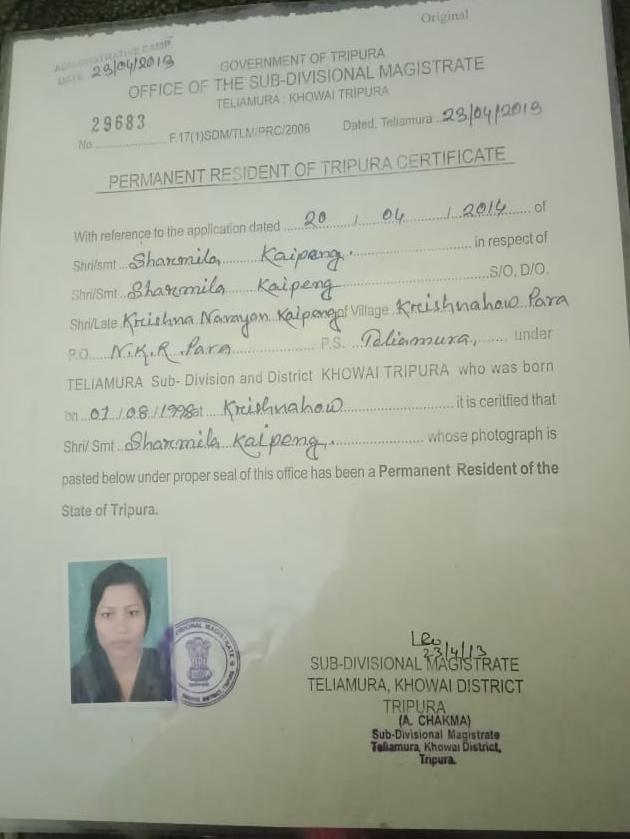 Original
ADMINISTRATIVE CAMP
DATE 23/04/2013
GOVERNMENT OF TRIPURA
OFFICE OF THE SUB-DIVISIONAL MAGISTRATE
TELIAMURA : KHOWAI TRIPURA
No. 29683 F.17(1)SDM/TLM/PRC/2006 Dated, Teliamura 23/04/2013
PERMANENT RESIDENT OF TRIPURA CERTIFICATE
With reference to the application dated 20 / 04 / 2014 of
Shri/smt Sharmila Kaipeng. in respect of
Shri/Smt Sharmila Kaipeng S/O, D/O.
Shri/Late Krishna Narayan Kaipeng of Village Krishnahow Para
P.O. N.K.R. Para P.S. Teliamura, under
TELIAMURA Sub- Division and District KHOWAI TRIPURA who was born
on 07/08/1998 at Krishnahow it is ceritfied that
Shri/ Smt Sharmila Kaipeng. whose photograph is
pasted below under proper seal of this office has been a Permanent Resident of the
State of Tripura.
23/4/13
SUB-DIVISIONAL MAGISTRATE
TELIAMURA, KHOWAI DISTRICT
TRIPURA
(A. CHAKMA)
Sub-Divisional Magistrate
Teliamura, Khowai District,
Tripura.